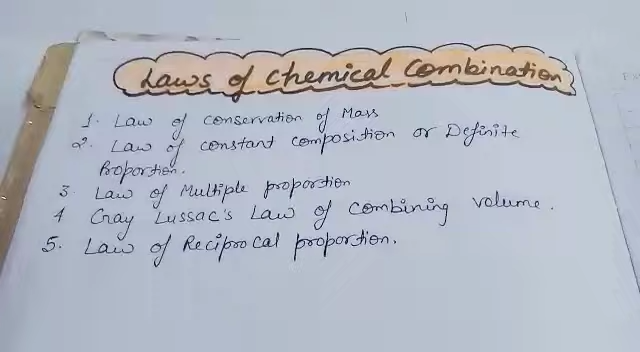 Laws of chemical Combination
1. Law of conservation of Mass
2. Law of constant composition or Definite
Proportion.
3. Law of Multiple proportion
4 Gay Lussac's Law of combining volume.
5. Law of Reciprocal proportion.